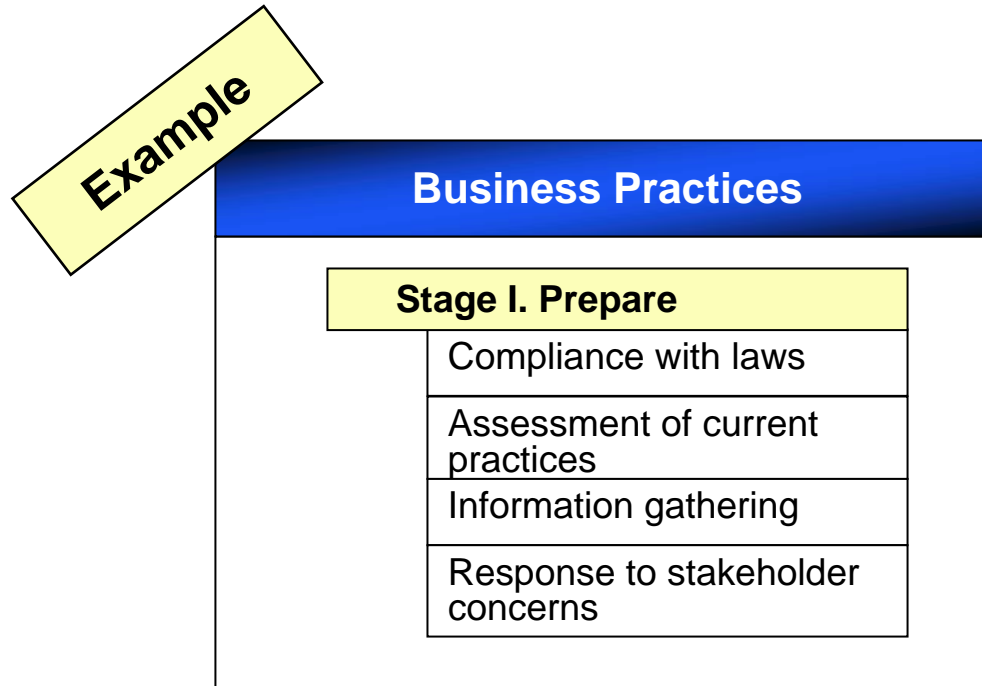 Example
Business Practices
Stage I. Prepare
Compliance with laws
Assessment of current
practices
Information gathering
Response to stakeholder
concerns